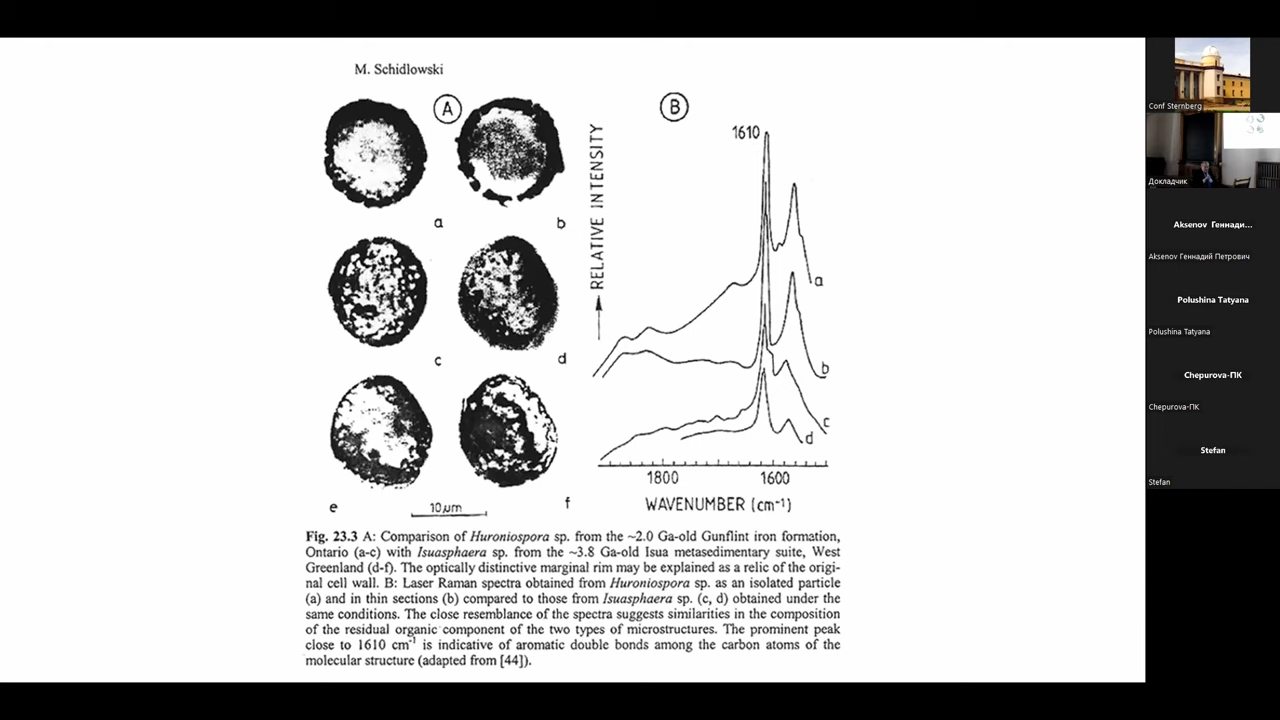 M. Schidlowski
A
B
1610
RELATIVE INTENSITY
a
b
c
d
e
f
a
b
c
d
1800
1600
10µm
WAVENUMBER (cm⁻¹)
Fig. 23.3 A: Comparison of Huroniospora sp. from the ~2.0 Ga-old Gunflint iron formation,
Ontario (a-c) with Isuasphaera sp. from the ~3.8 Ga-old Isua metasedimentary suite, West
Greenland (d-f). The optically distinctive marginal rim may be explained as a relic of the origi-
nal cell wall. B: Laser Raman spectra obtained from Huroniospora sp. as an isolated particle
(a) and in thin sections (b) compared to those from Isuasphaera sp. (c, d) obtained under the
same conditions. The close resemblance of the spectra suggests similarities in the composition
of the residual organic component of the two types of microstructures. The prominent peak
close to 1610 cm⁻¹ is indicative of aromatic double bonds among the carbon atoms of the
molecular structure (adapted from [44]).
Conf Sternberg
Докладчик
Aksenov Геннади...
Aksenov Геннадий Петрович
Polushina Tatyana
Polushina Tatyana
Chepurova-ПК
Chepurova-ПК
Stefan
Stefan